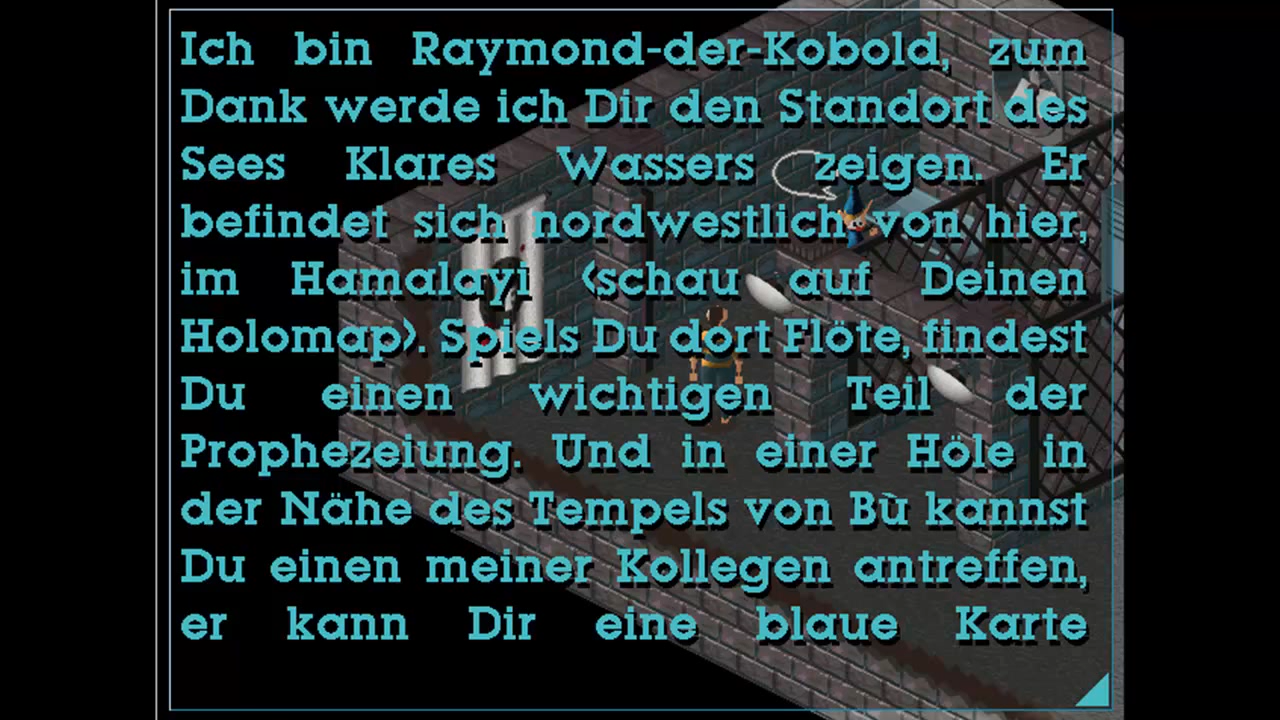 Ich bin Raymond-der-Kobold, zum
Dank werde ich Dir den Standort des
Sees Klares Wassers zeigen. Er
befindet sich nordwestlich von hier,
im Hamalayi (schau auf Deinen
Holomap). Spiels Du dort Flöte, findest
Du einen wichtigen Teil der
Prophezeiung. Und in einer Höle in
der Nähe des Tempels von Bù kannst
Du einen meiner Kollegen antreffen,
er kann Dir eine blaue Karte